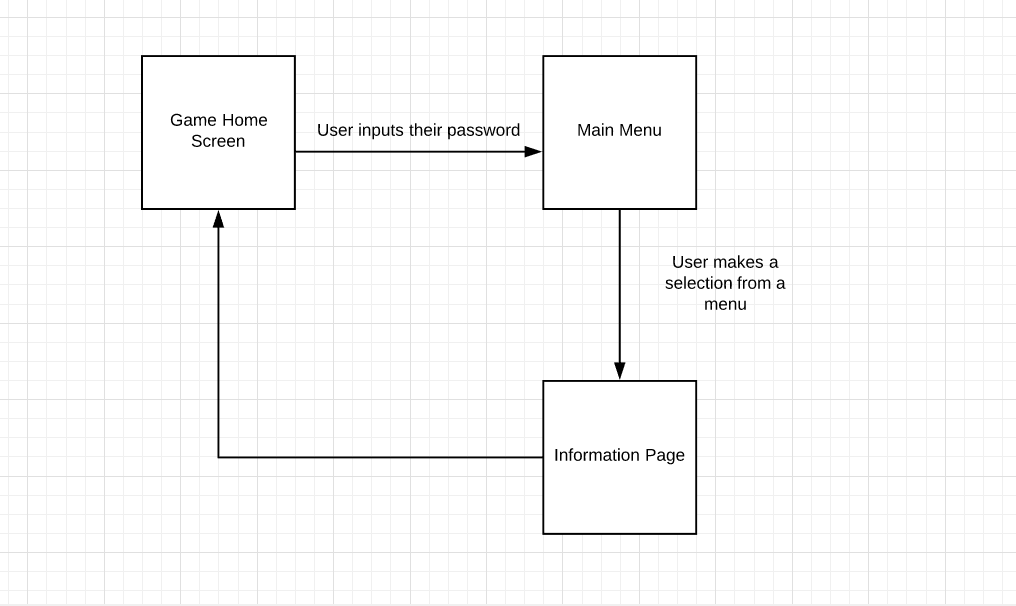 Game Home
Screen
User inputs their password
Main Menu
User makes a
selection from a
menu
Information Page